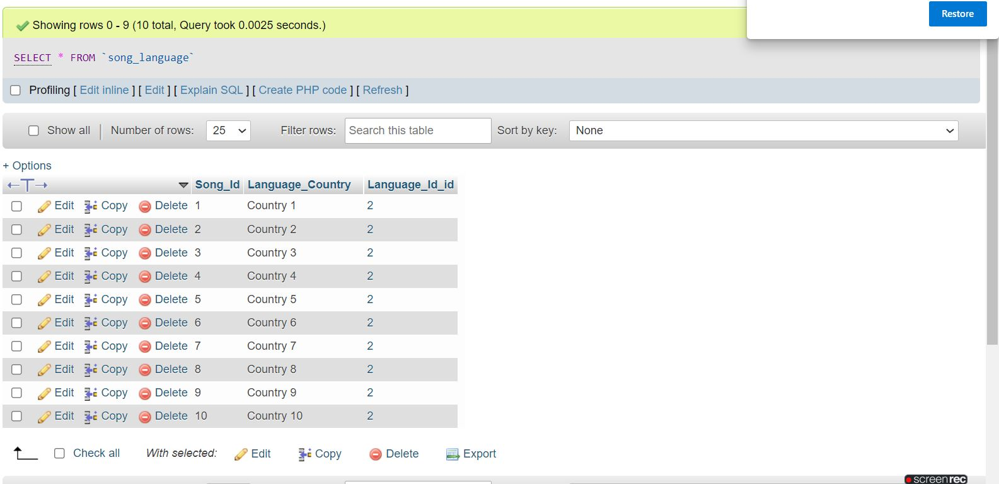 Restore
Showing rows 0 - 9 (10 total, Query took 0.0025 seconds.)
SELECT * FROM `song_language`
Profiling [ Edit inline ] [ Edit ] [ Explain SQL ] [ Create PHP code ] [ Refresh ]
Show all Number of rows: 25 Filter rows: Search this table Sort by key: None
+ Options
←T→ Song_Id Language_Country Language_Id_id
Edit Copy Delete 1 Country 1 2
Edit Copy Delete 2 Country 2 2
Edit Copy Delete 3 Country 3 2
Edit Copy Delete 4 Country 4 2
Edit Copy Delete 5 Country 5 2
Edit Copy Delete 6 Country 6 2
Edit Copy Delete 7 Country 7 2
Edit Copy Delete 8 Country 8 2
Edit Copy Delete 9 Country 9 2
Edit Copy Delete 10 Country 10 2
Check all With selected: Edit Copy Delete Export
screenrec